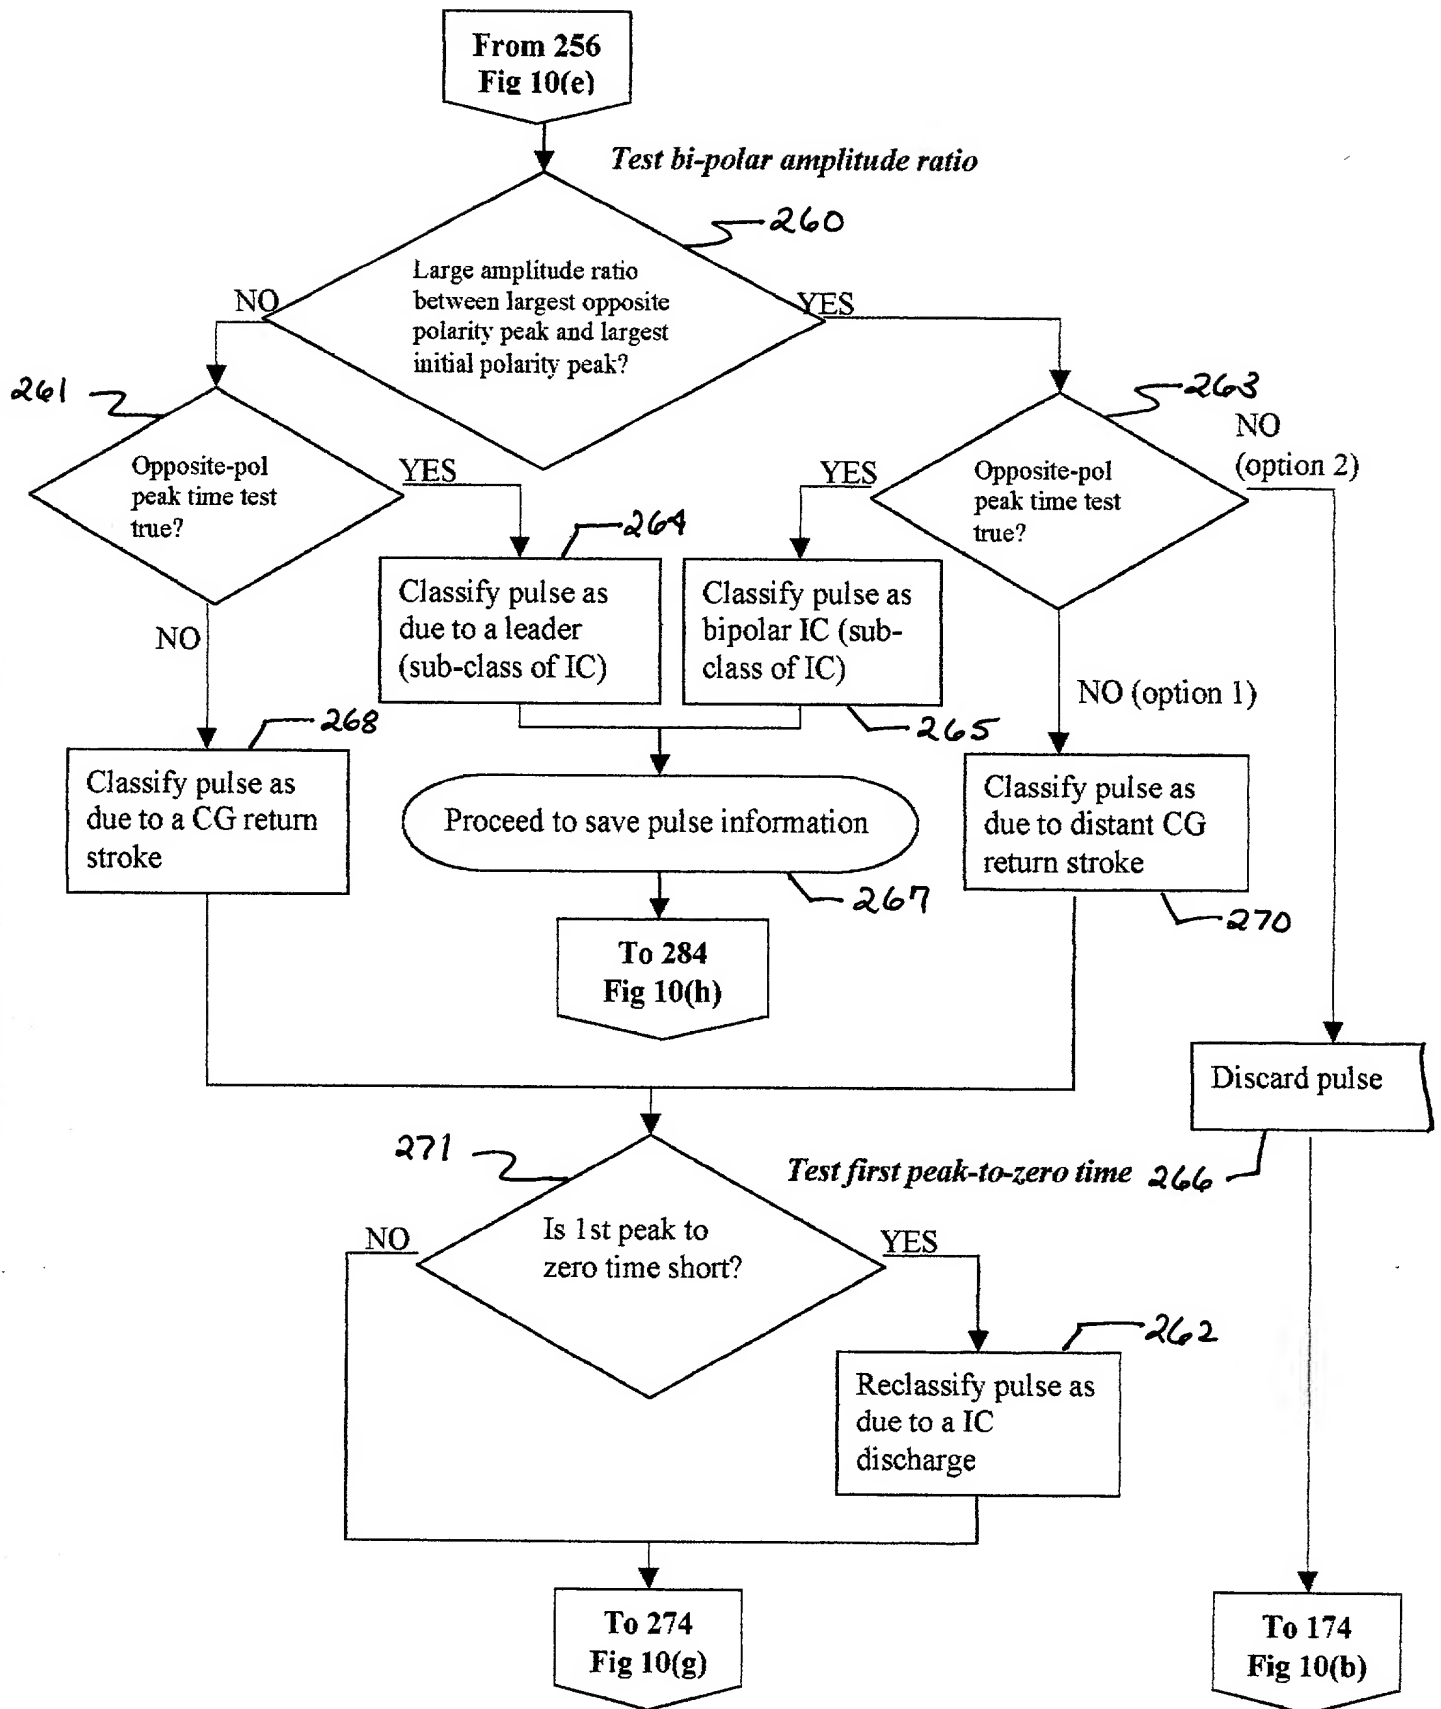 From 256
Fig 10(e)
Test bi-polar amplitude ratio
260
Large amplitude ratio
between largest opposite
polarity peak and largest
initial polarity peak?
NO
YES
261
263
Opposite-pol
peak time test
true?
YES
NO
264
YES
Opposite-pol
peak time test
true?
NO
(option 2)
Classify pulse as
due to a leader
(sub-class of IC)
Classify pulse as
bipolar IC (sub-
class of IC)
265
NO (option 1)
268
Classify pulse as
due to a CG return
stroke
Proceed to save pulse information
267
Classify pulse as
due to distant CG
return stroke
270
To 284
Fig 10(h)
Discard pulse
266
271
Test first peak-to-zero time
Is 1st peak to
zero time short?
NO
YES
262
Reclassify pulse as
due to a IC
discharge
To 274
Fig 10(g)
To 174
Fig 10(b)